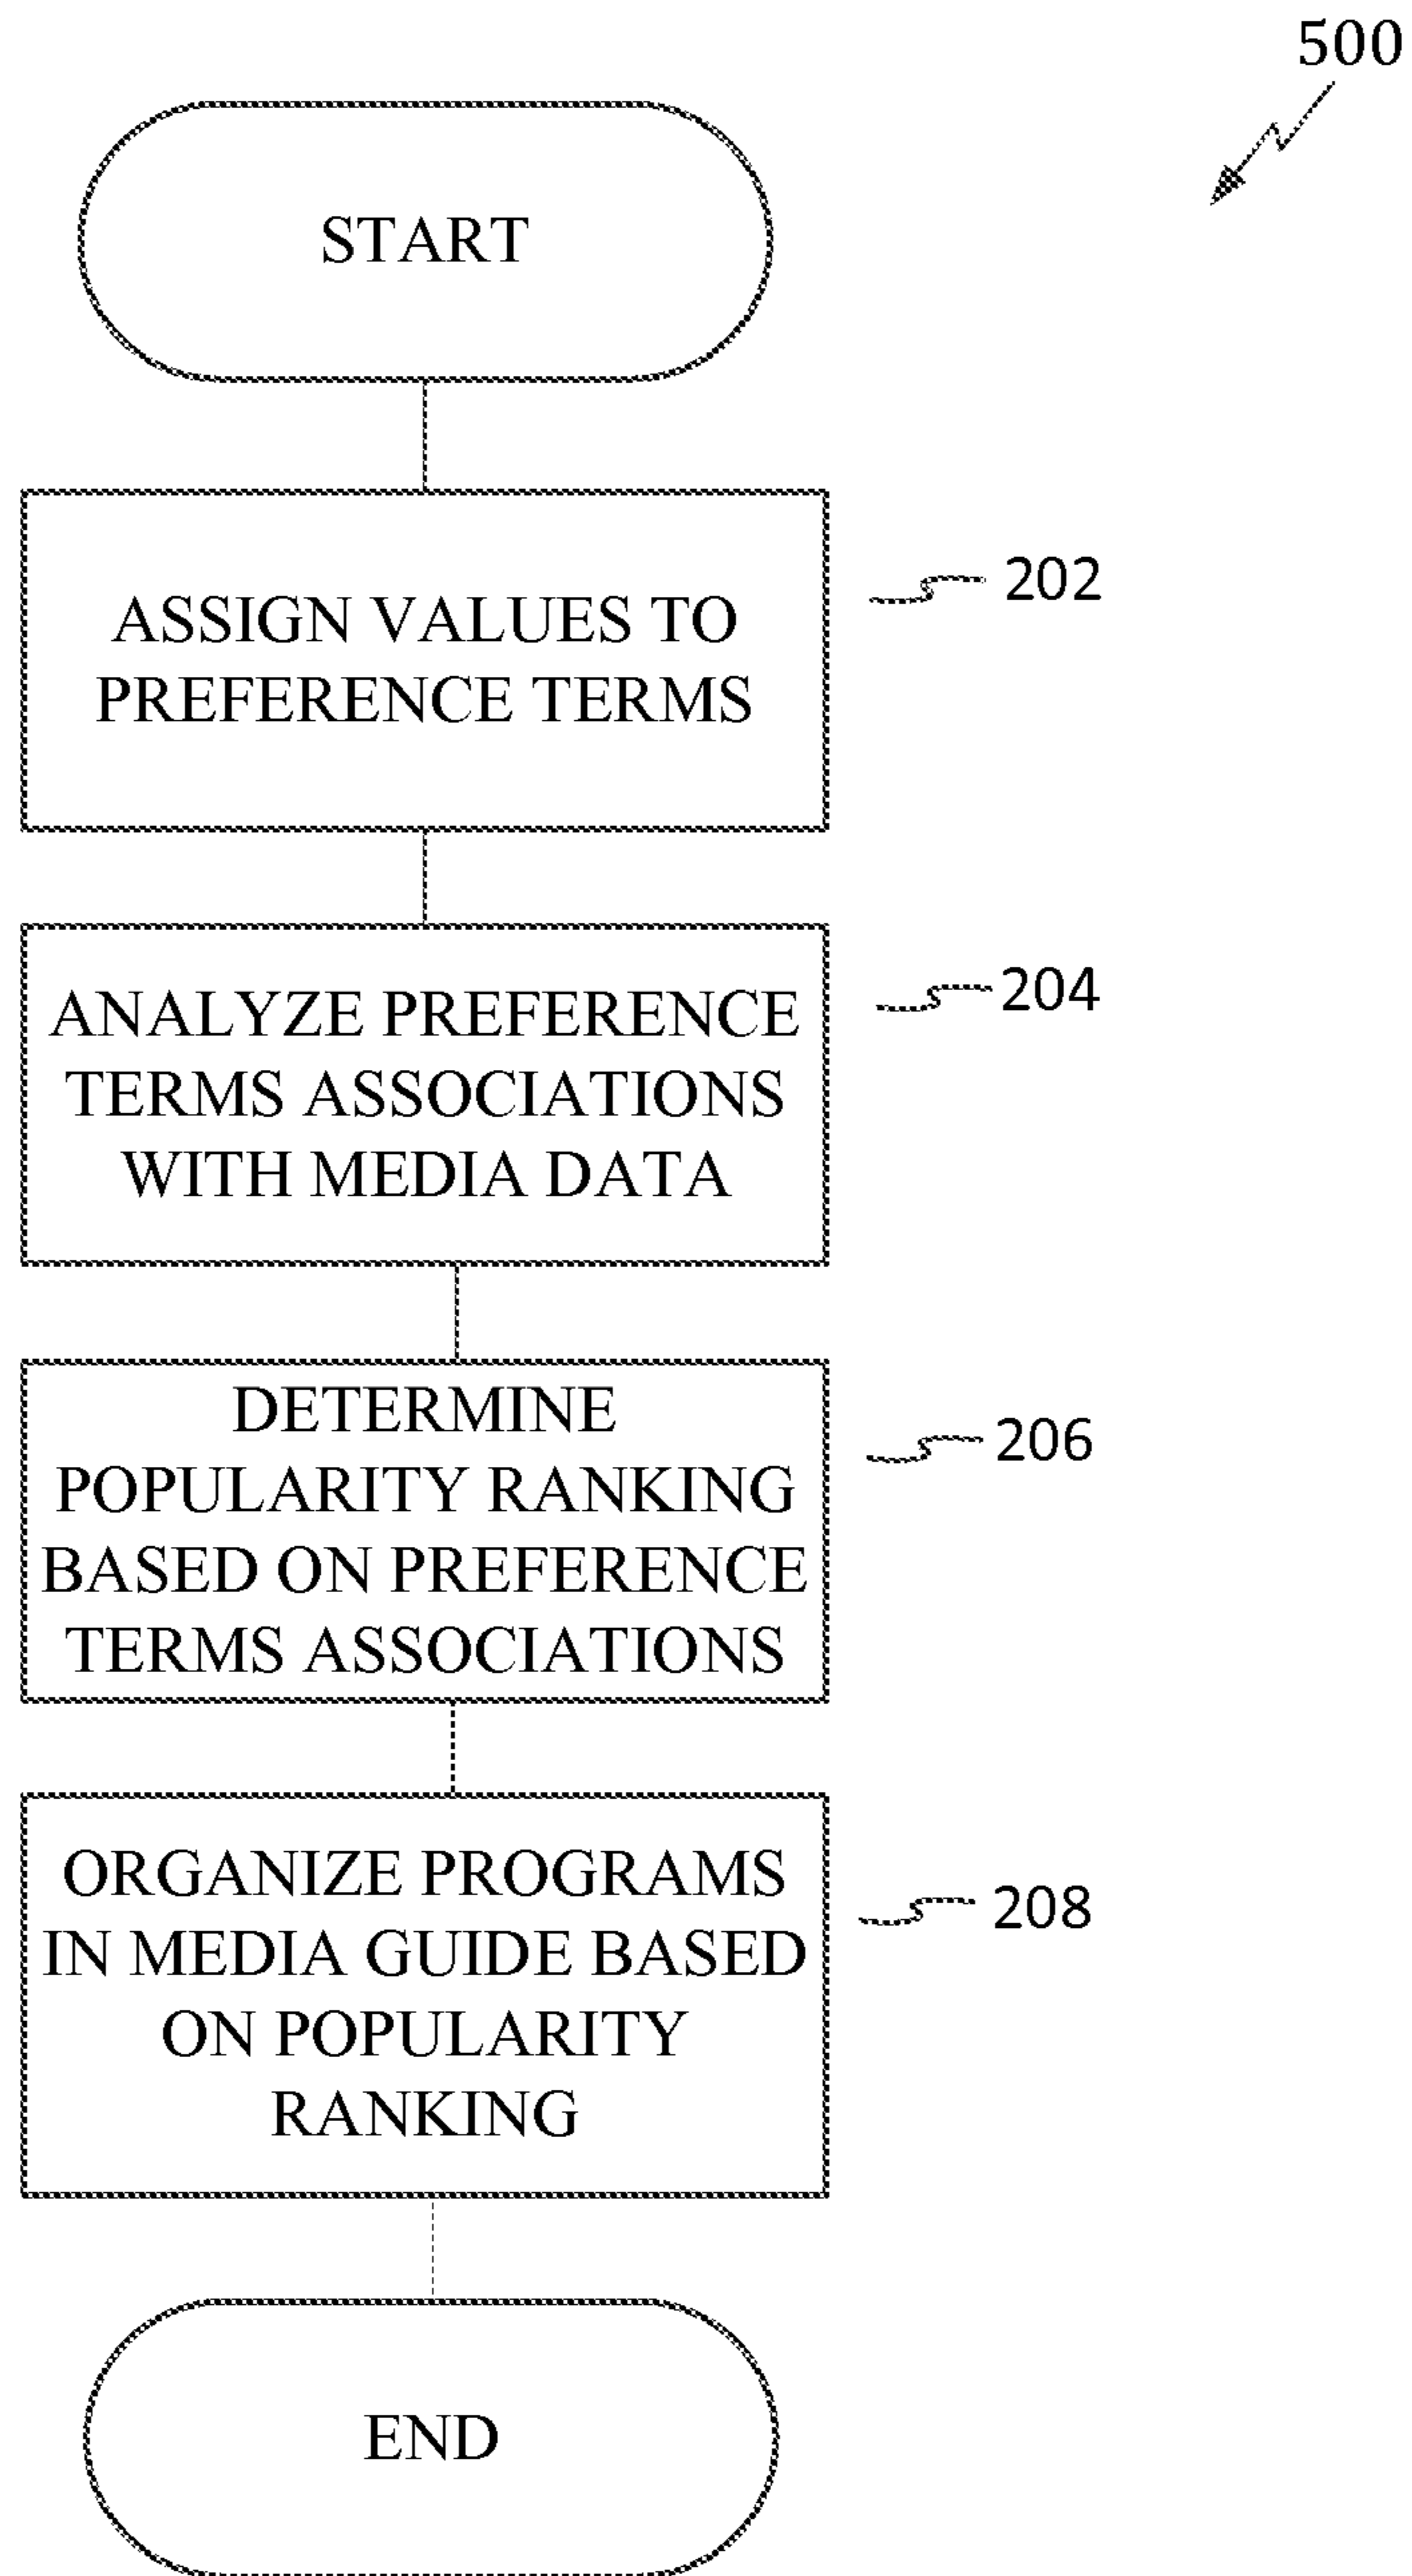 500
START
ASSIGN VALUES TO
PREFERENCE TERMS
202
ANALYZE PREFERENCE
TERMS ASSOCIATIONS
WITH MEDIA DATA
204
DETERMINE
POPULARITY RANKING
BASED ON PREFERENCE
TERMS ASSOCIATIONS
206
ORGANIZE PROGRAMS
IN MEDIA GUIDE BASED
ON POPULARITY
RANKING
208
END